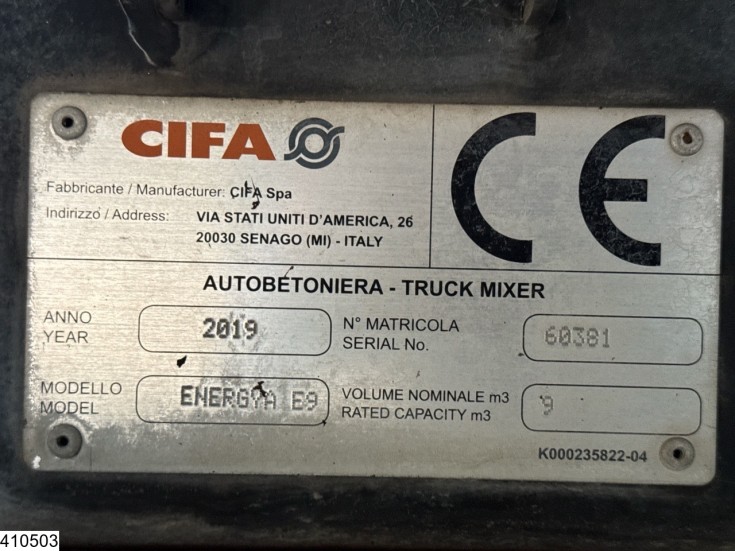 CIFA
CE
Fabbricante / Manufacturer: CIFA Spa
Indirizzo / Address: VIA STATI UNITI D'AMERICA, 26
20030 SENAGO (MI) - ITALY
AUTOBETONIERA - TRUCK MIXER
ANNO
YEAR
2019
N° MATRICOLA
SERIAL No.
60381
MODELLO
MODEL
ENERGYA E9
VOLUME NOMINALE m3
RATED CAPACITY m3
9
K000235822-04
410503